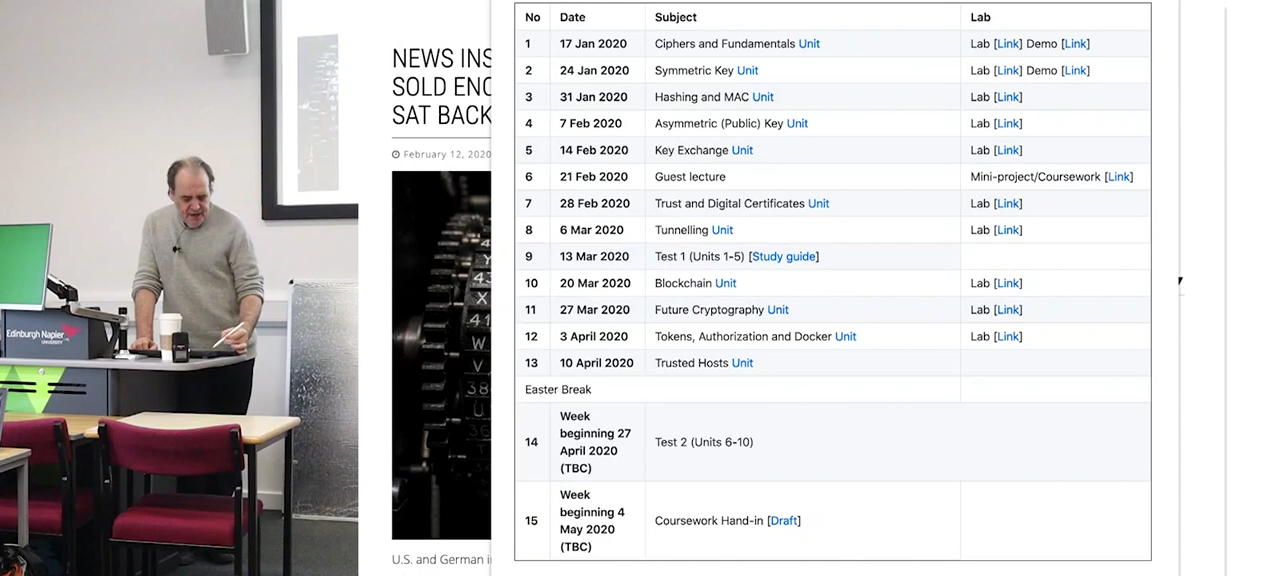 Edinburgh Napier
UNIVERSITY
NEWS INS
SOLD ENC
SAT BACK
February 12, 2020
4
Y
43
X
41
W
V
38
U
36
U.S. and German i
No Date Subject Lab
1 17 Jan 2020 Ciphers and Fundamentals Unit Lab [Link] Demo [Link]
2 24 Jan 2020 Symmetric Key Unit Lab [Link] Demo [Link]
3 31 Jan 2020 Hashing and MAC Unit Lab [Link]
4 7 Feb 2020 Asymmetric (Public) Key Unit Lab [Link]
5 14 Feb 2020 Key Exchange Unit Lab [Link]
6 21 Feb 2020 Guest lecture Mini-project/Coursework [Link]
7 28 Feb 2020 Trust and Digital Certificates Unit Lab [Link]
8 6 Mar 2020 Tunnelling Unit Lab [Link]
9 13 Mar 2020 Test 1 (Units 1-5) [Study guide]
10 20 Mar 2020 Blockchain Unit Lab [Link]
11 27 Mar 2020 Future Cryptography Unit Lab [Link]
12 3 April 2020 Tokens, Authorization and Docker Unit Lab [Link]
13 10 April 2020 Trusted Hosts Unit
Easter Break
Week
beginning 27
14 April 2020 Test 2 (Units 6-10)
(TBC)
Week
beginning 4
15 May 2020 Coursework Hand-in [Draft]
(TBC)